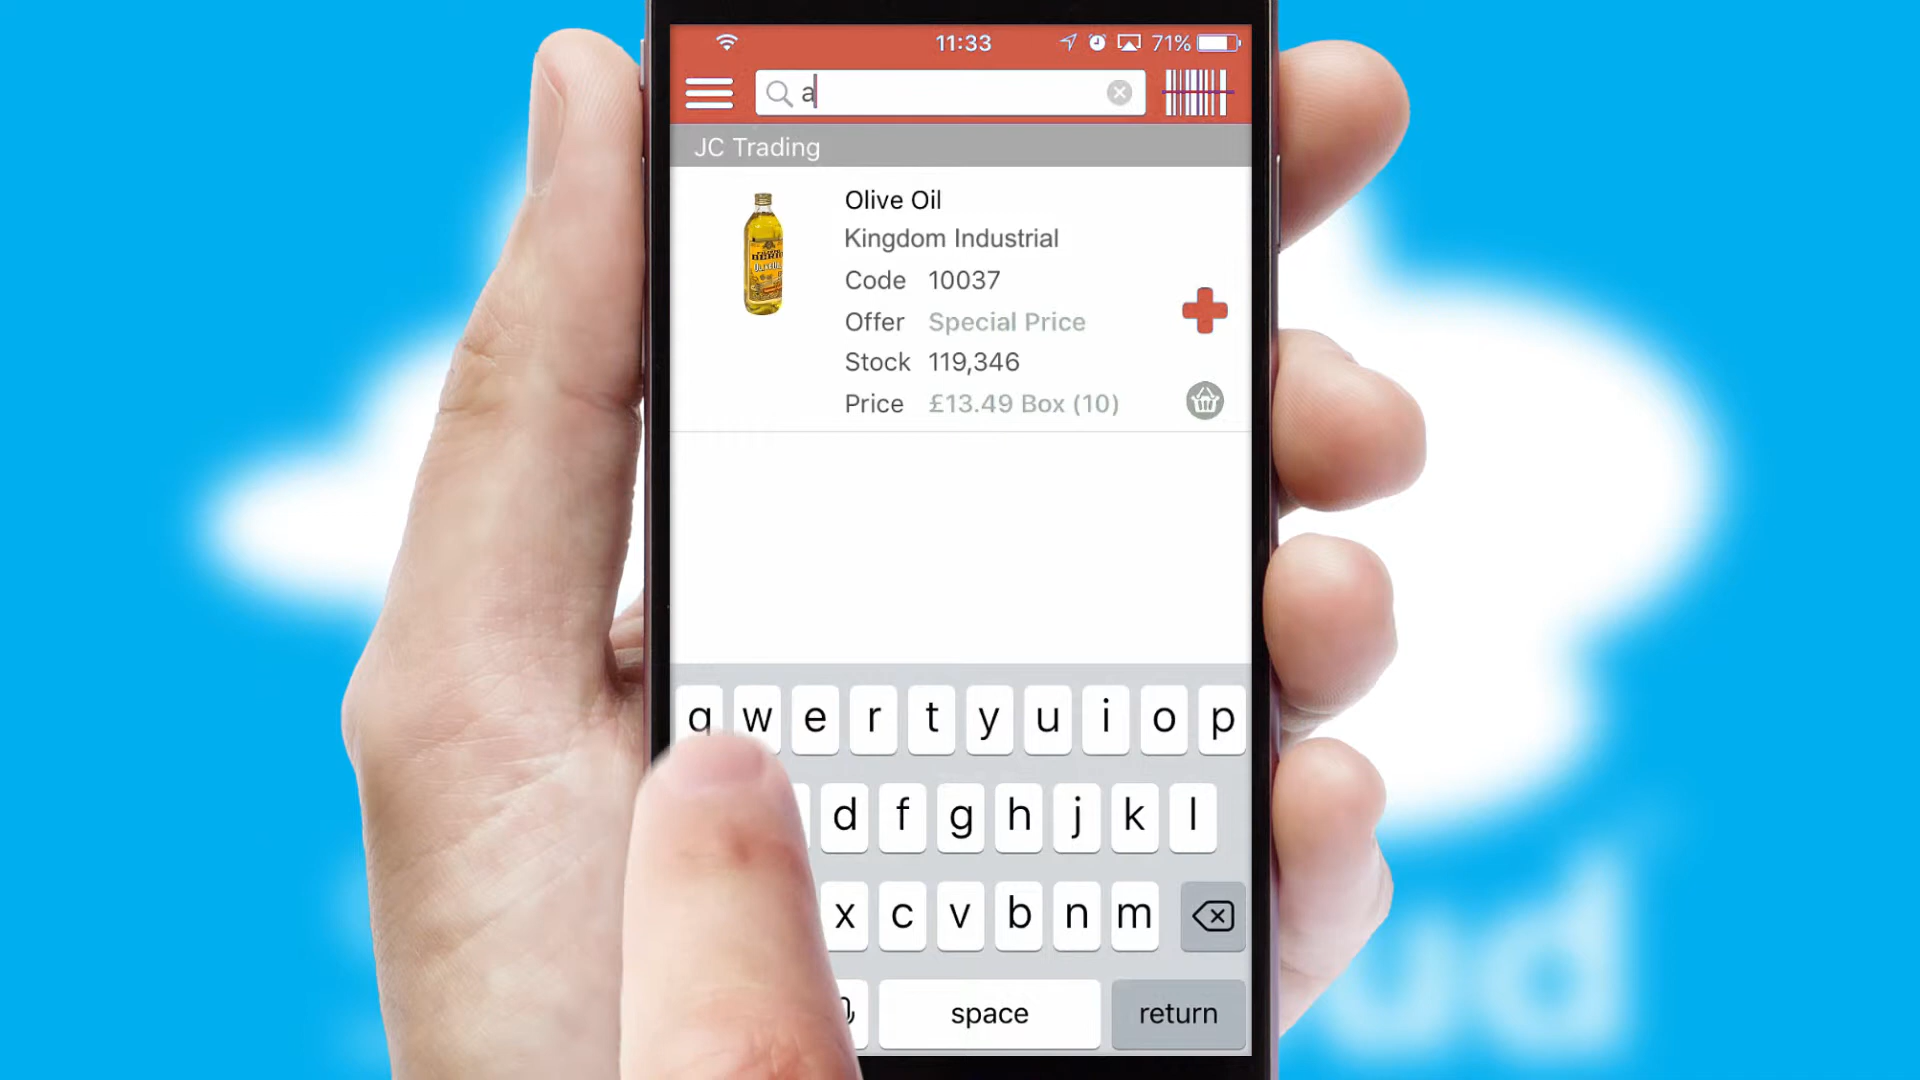 11:33 71%
a
JC Trading
Olive Oil
Kingdom Industrial
Code 10037
Offer Special Price
Stock 119,346
Price £13.49 Box (10)
q w e r t y u i o p
d f g h j k l
x c v b n m
space return
ud